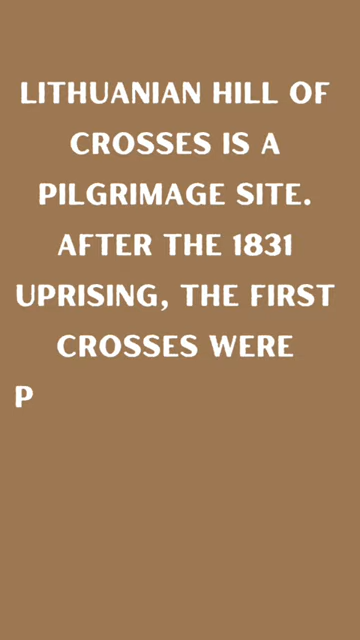 LITHUANIAN HILL OF
CROSSES IS A
PILGRIMAGE SITE.
AFTER THE 1831
UPRISING, THE FIRST
CROSSES WERE
P